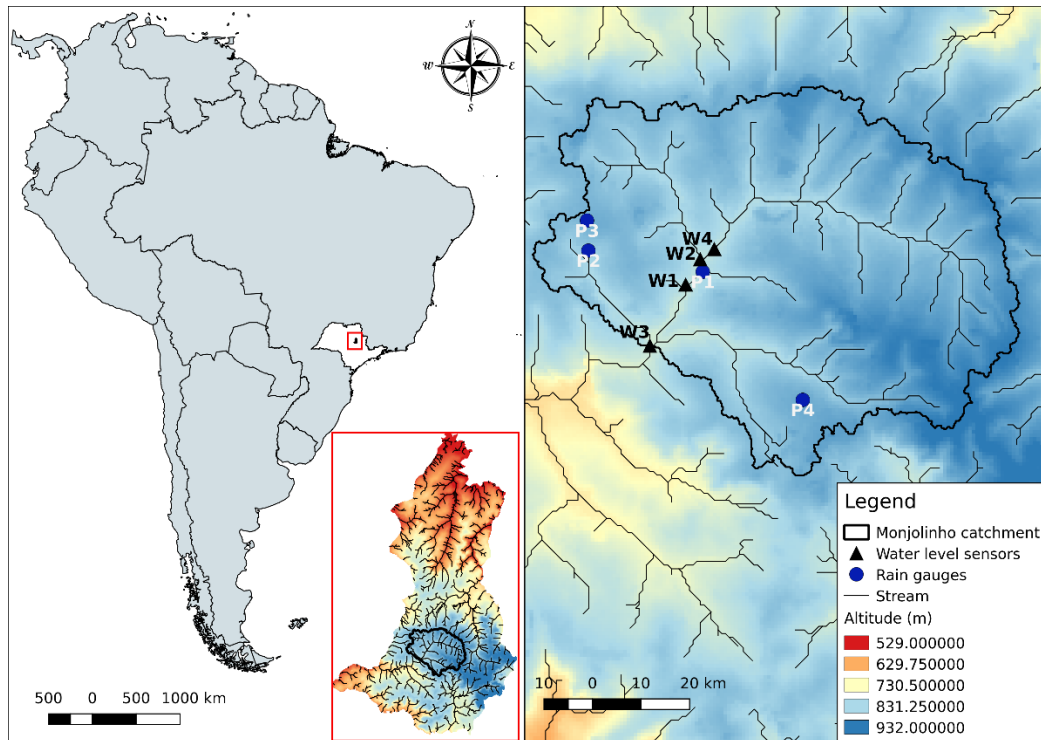 N
W E
S
500 0 500 1000 km
P3
P2
W4
W2
P1
W1
W3
P4
10 0 10 20 km
Legend
Monjolinho catchment
Water level sensors
Rain gauges
Stream
Altitude (m)
529.000000
629.750000
730.500000
831.250000
932.000000